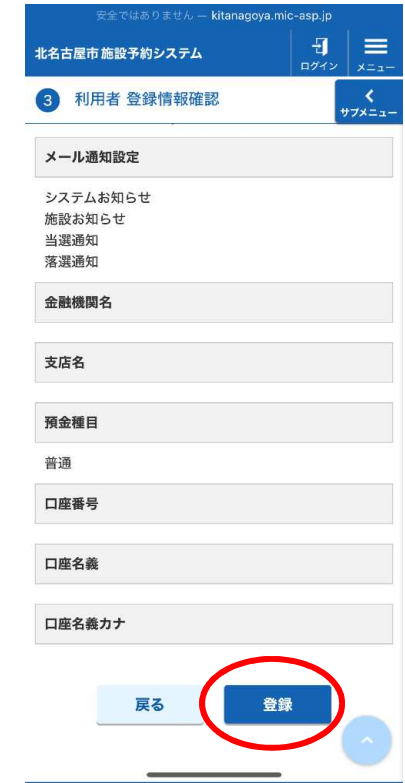 安全ではありません — kitanagoya.mic-asp.jp
北名古屋市施設予約システム
ログイン
メニュー
3 利用者 登録情報確認
サブメニュー
メール通知設定
システムお知らせ
施設お知らせ
当選通知
落選通知
金融機関名
支店名
預金種目
普通
口座番号
口座名義
口座名義カナ
戻る
登録